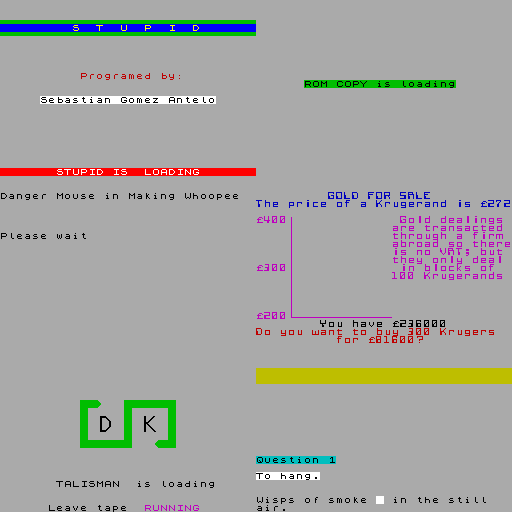 S T U P I D
Programed by:
Sebastian Gomez Antelo
STUPID IS LOADING
ROM COPY is loading
Danger Mouse in Making Whoopee
Please wait
GOLD FOR SALE
The price of a Krugerand is £272
£400
£300
£200
Gold dealings
are transacted
through a firm
abroad so there
is no VAT; but
they only deal
in blocks of
100 Krugerands
You have £236000
Do you want to buy 300 Krugers
for £81600?
D K
TALISMAN is loading
Leave tape RUNNING
Question 1
To hang.
Wisps of smoke in the still
air.